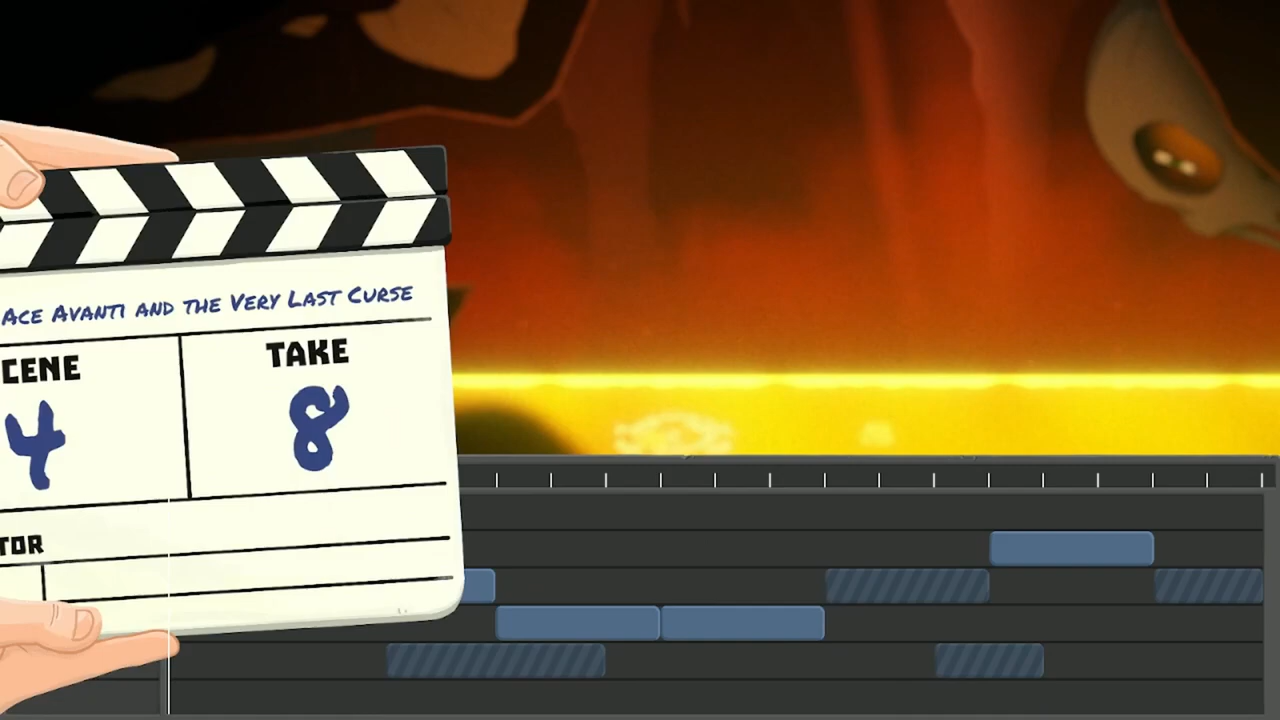 ACE AVANTI AND THE VERY LAST CURSE
CENE TAKE
4 8
TOR